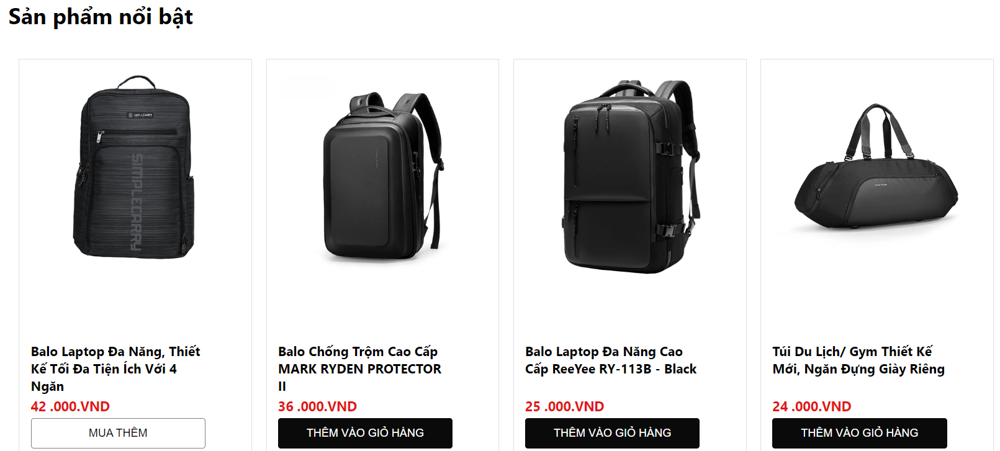 Sản phẩm nổi bật
SIMPLECARRY
SIMPLECARRY
Balo Laptop Đa Năng, Thiết
Kế Tối Đa Tiện Ích Với 4
Ngăn
42 .000.VND
MUA THÊM
Balo Chống Trộm Cao Cấp
MARK RYDEN PROTECTOR
II
36 .000.VND
THÊM VÀO GIỎ HÀNG
Balo Laptop Đa Năng Cao
Cấp ReeYee RY-113B - Black
25 .000.VND
THÊM VÀO GIỎ HÀNG
Túi Du Lịch/ Gym Thiết Kế
Mới, Ngăn Đựng Giày Riêng
24 .000.VND
THÊM VÀO GIỎ HÀNG